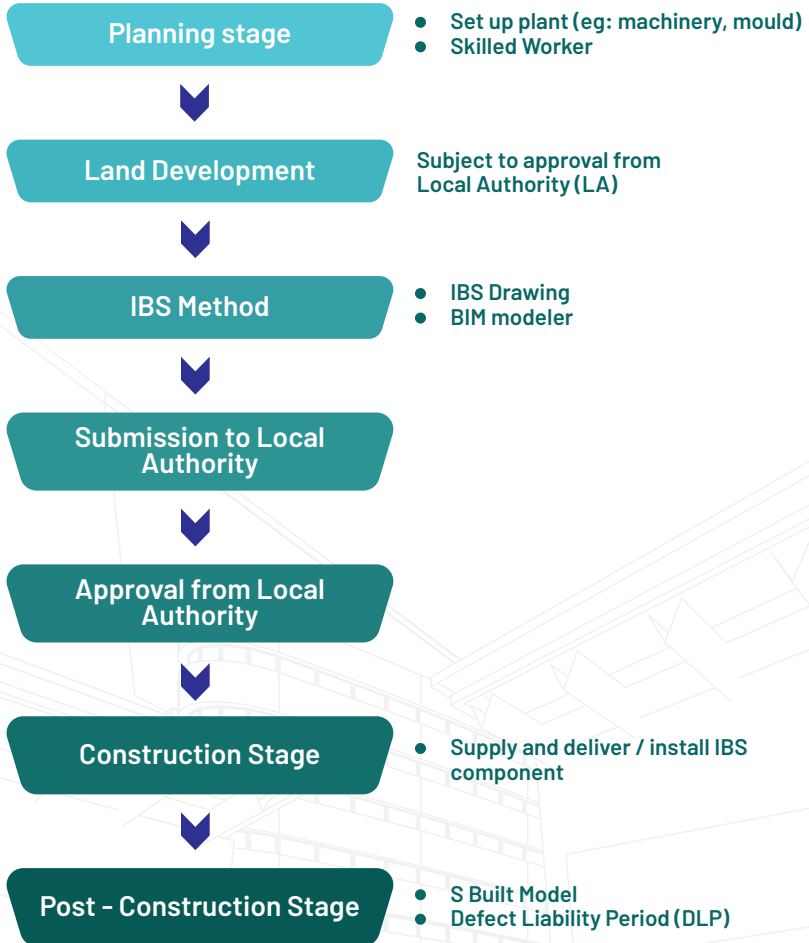 Planning stage
● Set up plant (eg: machinery, mould)
● Skilled Worker
Land Development
Subject to approval from
Local Authority (LA)
IBS Method
● IBS Drawing
● BIM modeler
Submission to Local
Authority
Approval from Local
Authority
Construction Stage
● Supply and deliver / install IBS
component
Post - Construction Stage
● S Built Model
● Defect Liability Period (DLP)